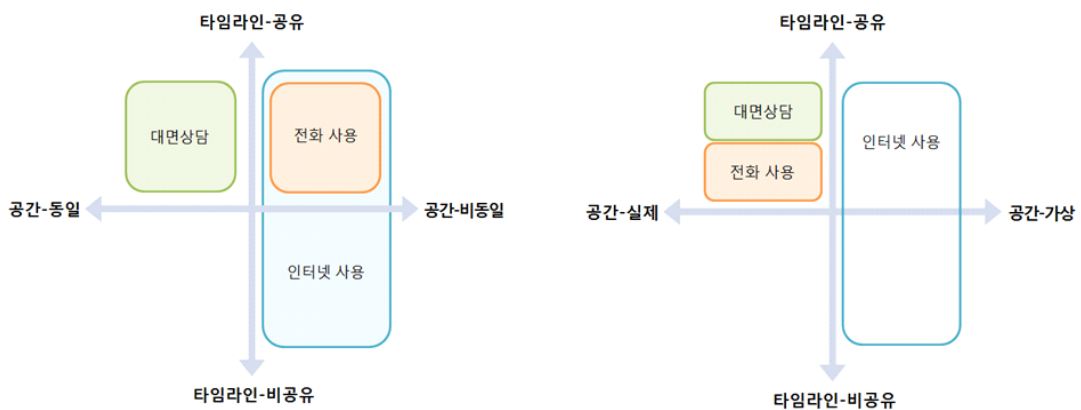 타임라인-공유
대면상담
전화 사용
공간-동일
공간-비동일
인터넷 사용
타임라인-비공유
타임라인-공유
대면상담
인터넷 사용
전화 사용
공간-실제
공간-가상
타임라인-비공유